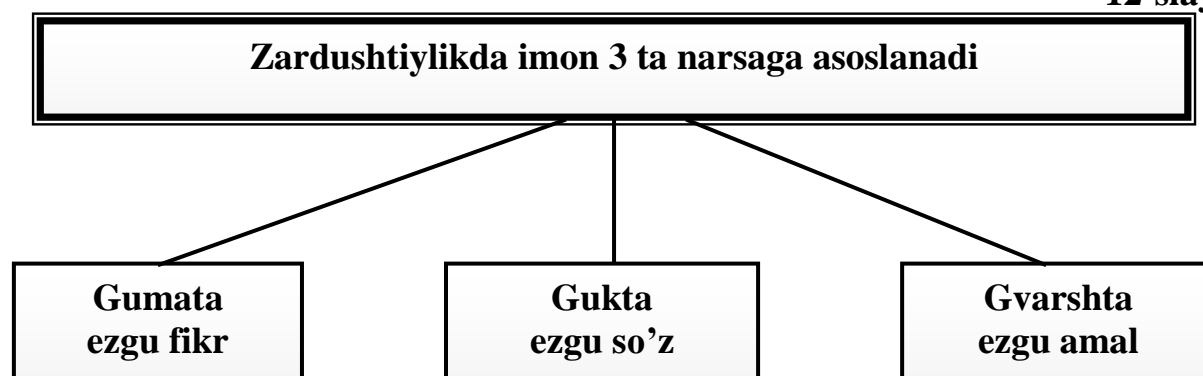 Zardushtiylikda imon 3 ta narsaga asoslanadi
Gumata
ezgu fikr
Gukta
ezgu so’z
Gvarshta
ezgu amal